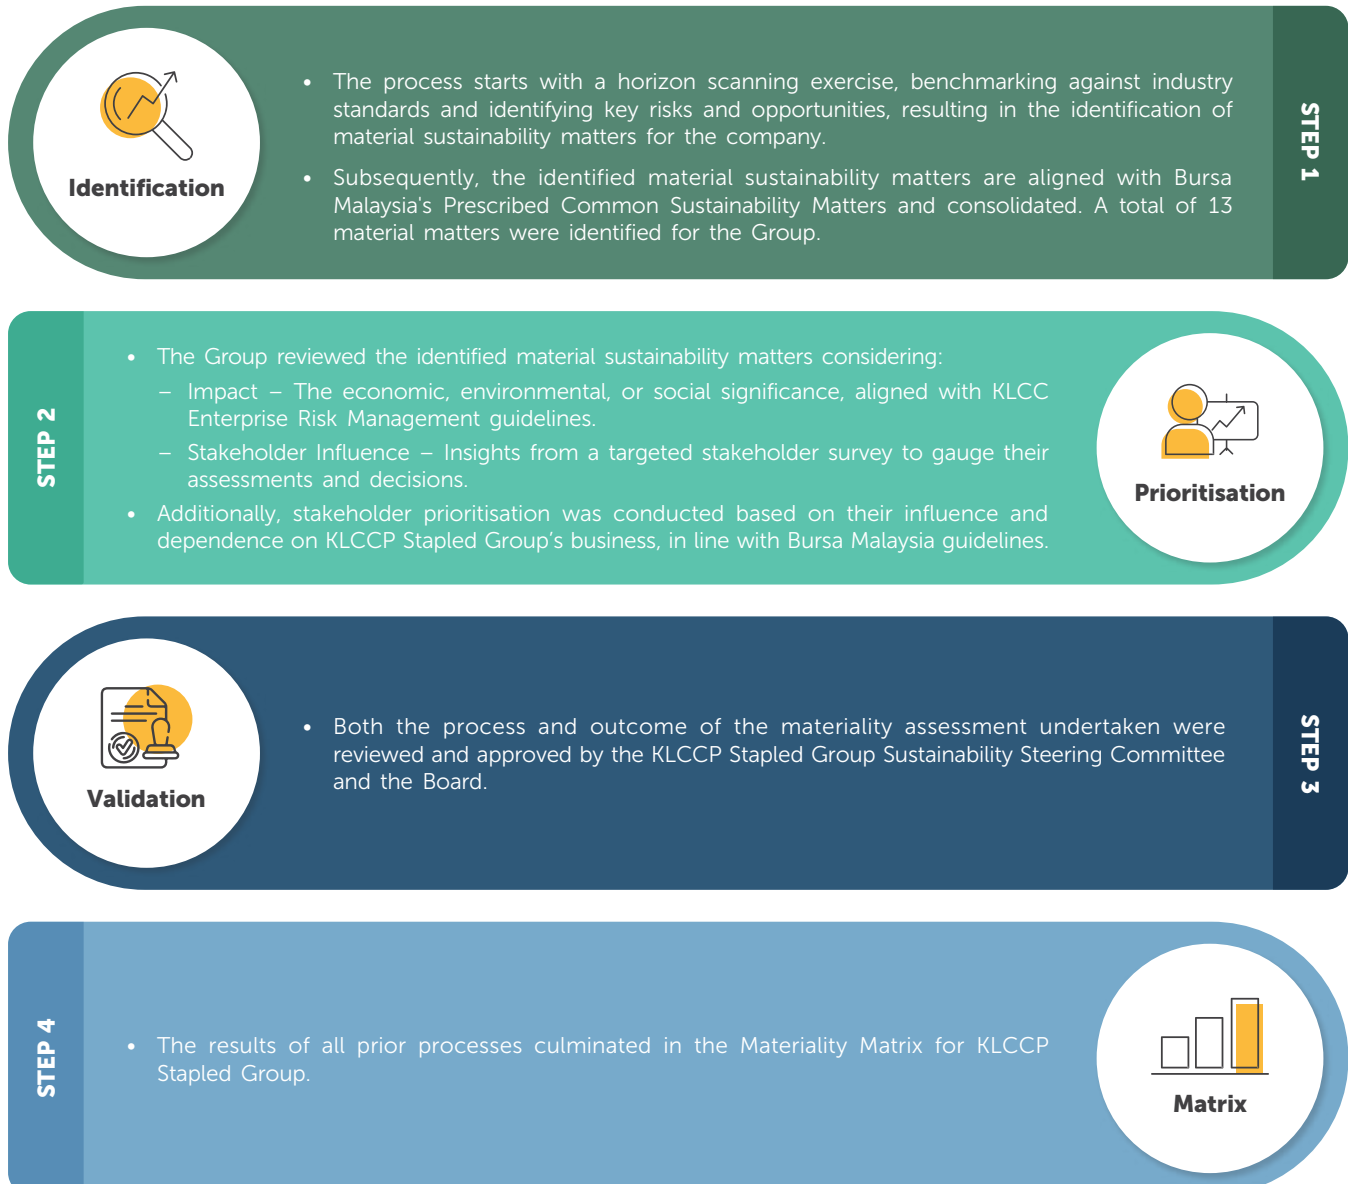 STEP 1
Identification
• The process starts with a horizon scanning exercise, benchmarking against industry
standards and identifying key risks and opportunities, resulting in the identification of
material sustainability matters for the company.
• Subsequently, the identified material sustainability matters are aligned with Bursa
Malaysia's Prescribed Common Sustainability Matters and consolidated. A total of 13
material matters were identified for the Group.
STEP 2
Prioritisation
• The Group reviewed the identified material sustainability matters considering:
– Impact – The economic, environmental, or social significance, aligned with KLCC
Enterprise Risk Management guidelines.
– Stakeholder Influence – Insights from a targeted stakeholder survey to gauge their
assessments and decisions.
• Additionally, stakeholder prioritisation was conducted based on their influence and
dependence on KLCCP Stapled Group's business, in line with Bursa Malaysia guidelines.
STEP 3
Validation
• Both the process and outcome of the materiality assessment undertaken were
reviewed and approved by the KLCCP Stapled Group Sustainability Steering Committee
and the Board.
STEP 4
Matrix
• The results of all prior processes culminated in the Materiality Matrix for KLCCP
Stapled Group.